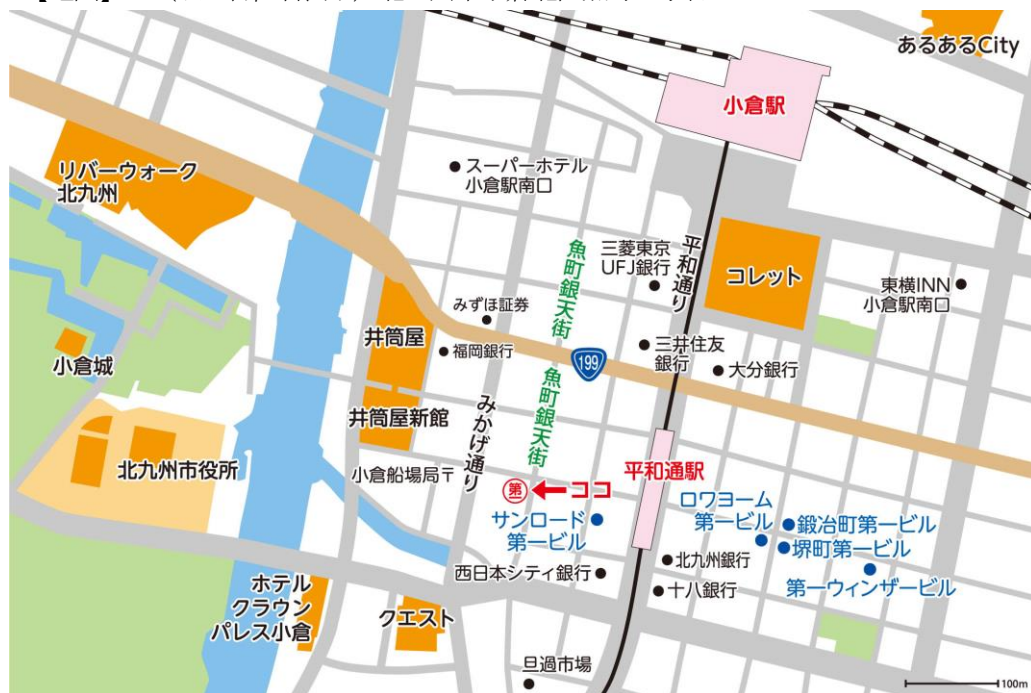 あるあるCity
小倉駅
リバーウォーク
北九州
スーパーホテル
小倉駅南口
魚町銀天街
三菱東京
UFJ銀行
平和通り
コレット
東横INN
小倉駅南口
みずほ証券
井筒屋
福岡銀行
199
三井住友
銀行
大分銀行
小倉城
魚町銀天街
みかげ通り
井筒屋新館
北九州市役所
小倉船場局〒
平和通駅
第
←ココ
ロワヨーム
第一ビル
鍛冶町第一ビル
サンロード
第一ビル
堺町第一ビル
北九州銀行
第一ウィンザービル
西日本シティ銀行
十八銀行
ホテル
クラウン
パレス小倉
クエスト
旦過市場
100m